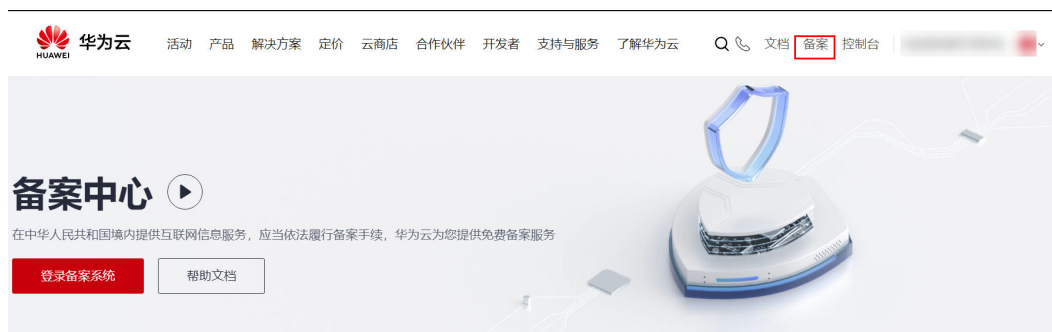 HUAWEI 华为云 活动 产品 解决方案 定价 云商店 合作伙伴 开发者 支持与服务 了解华为云 文档 备案 控制台
备案中心
在中华人民共和国境内提供互联网信息服务，应当依法履行备案手续，华为云为您提供免费备案服务
登录备案系统 帮助文档